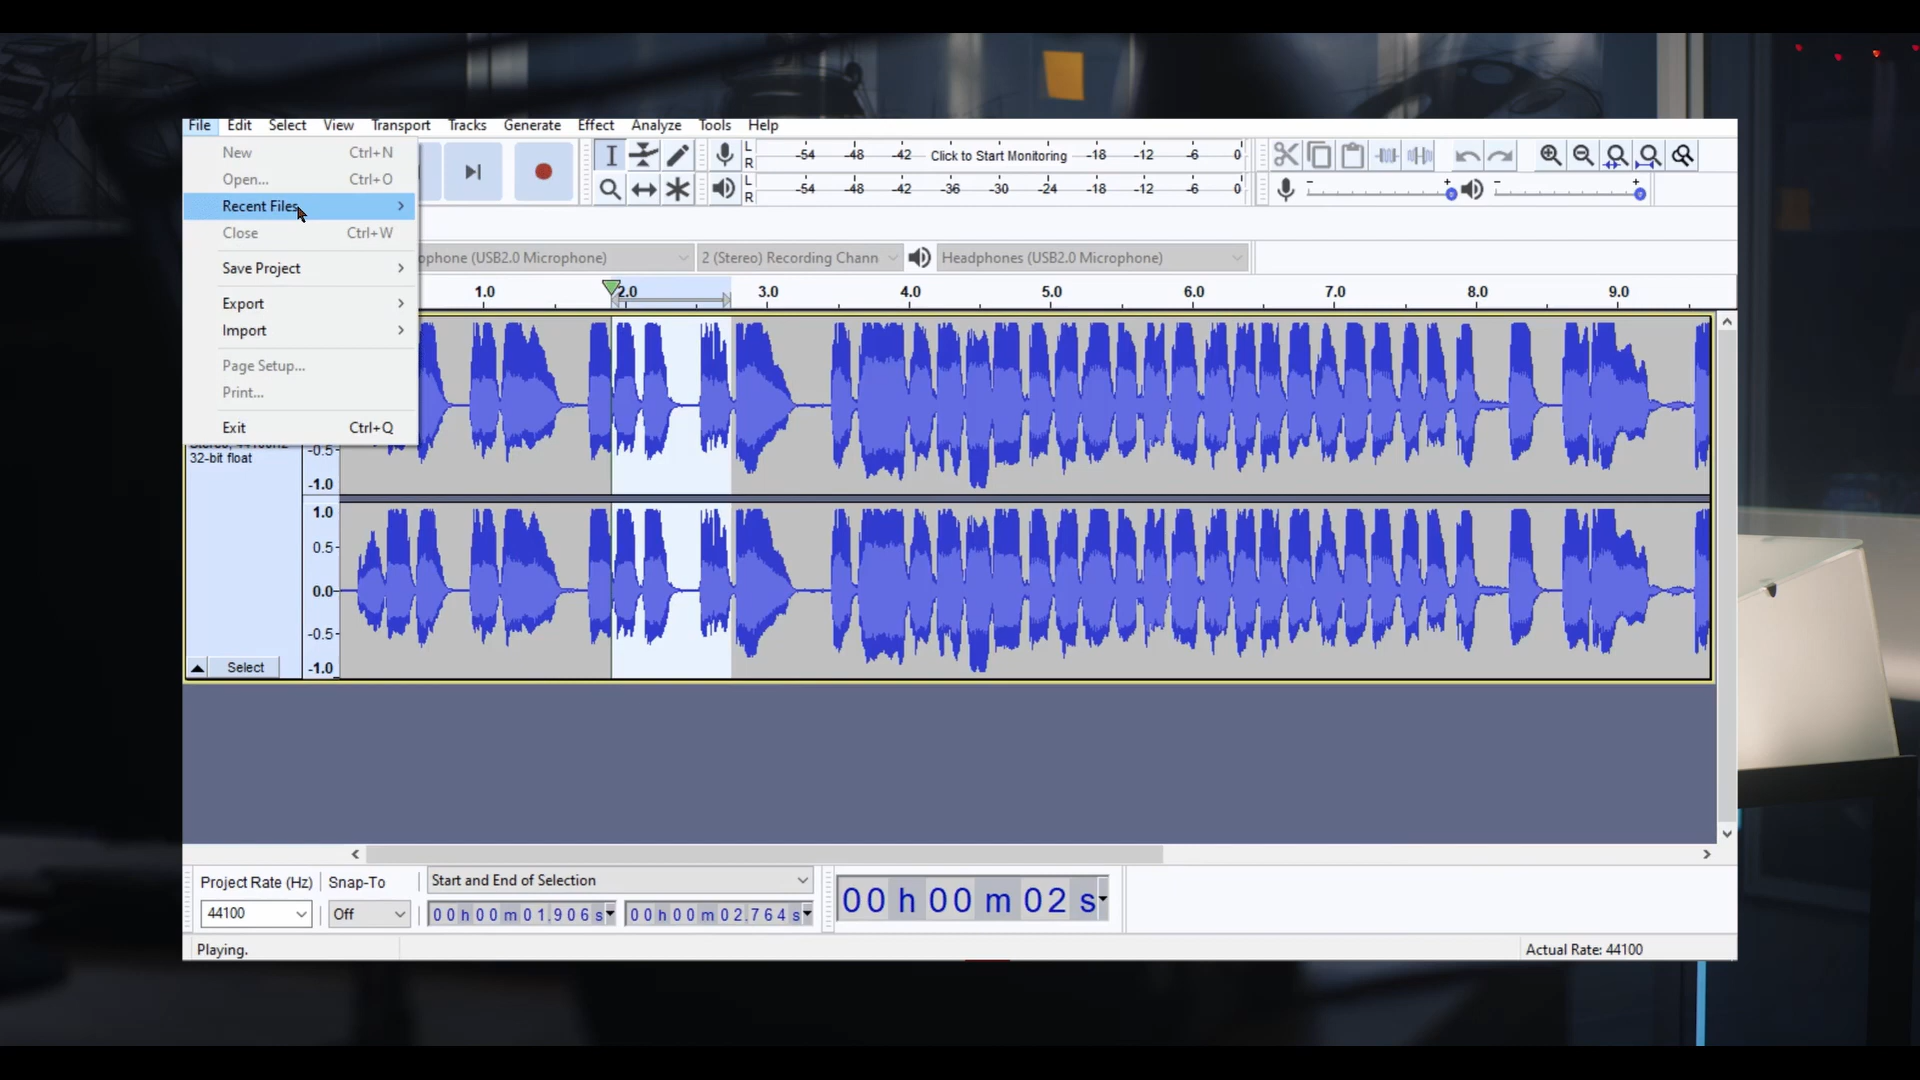 File Edit Select View Transport Tracks Generate Effect Analyze Tools Help
New Ctrl+N
Open... Ctrl+O
Recent Files
Close Ctrl+W
Save Project
Export
Import
Page Setup...
Print...
Exit Ctrl+Q
L -54 -48 -42 Click to Start Monitoring -18 -12 -6 0
R
L -54 -48 -42 -36 -30 -24 -18 -12 -6 0
R
- +
- +
ophone (USB2.0 Microphone) 2 (Stereo) Recording Chann Headphones (USB2.0 Microphone)
1.0 2.0 3.0 4.0 5.0 6.0 7.0 8.0 9.0
32-bit float
-0.5
-1.0
1.0
0.5
0.0
-0.5
-1.0
Select
Project Rate (Hz) Snap-To Start and End of Selection
44100 Off 00h00m01.906s 00h00m02.764s 00h00m02s
Playing. Actual Rate: 44100